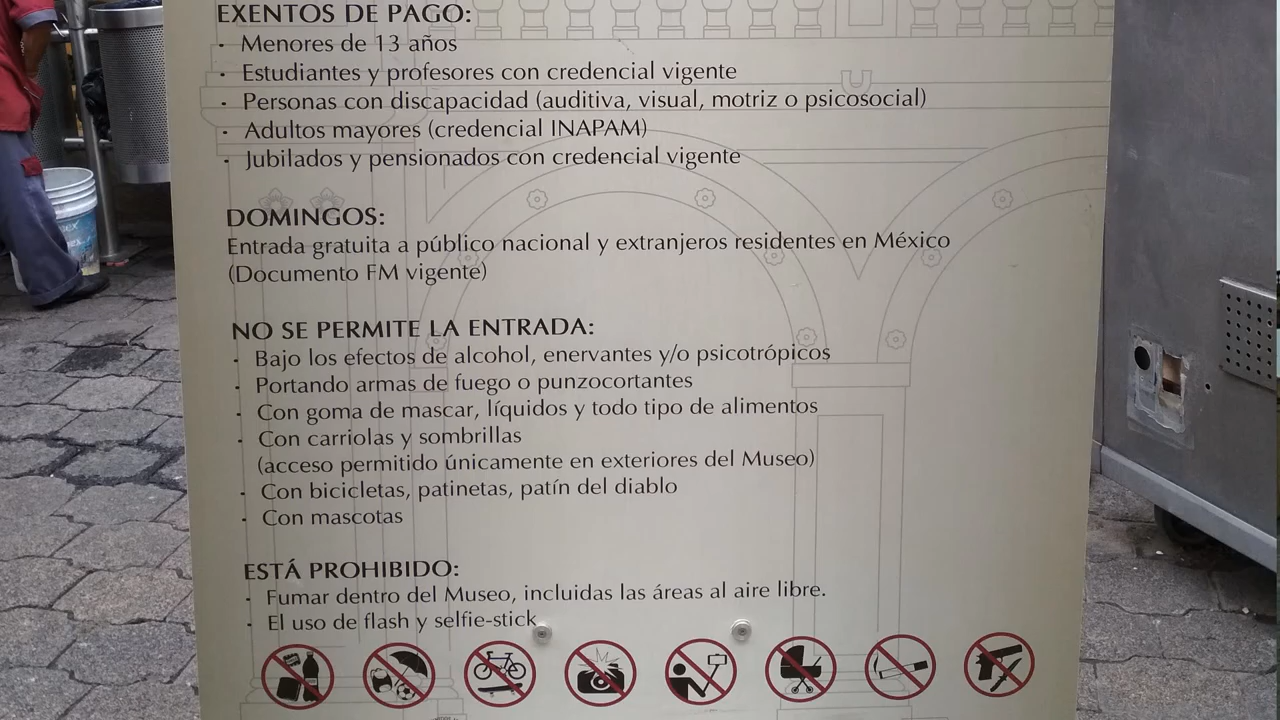 EXENTOS DE PAGO:
· Menores de 13 años
· Estudiantes y profesores con credencial vigente
· Personas con discapacidad (auditiva, visual, motriz o psicosocial)
· Adultos mayores (credencial INAPAM)
· Jubilados y pensionados con credencial vigente
DOMINGOS:
Entrada gratuita a público nacional y extranjeros residentes en México
(Documento FM vigente)
NO SE PERMITE LA ENTRADA:
· Bajo los efectos de alcohol, enervantes y/o psicotrópicos
· Portando armas de fuego o punzocortantes
· Con goma de mascar, líquidos y todo tipo de alimentos
· Con carriolas y sombrillas
(acceso permitido únicamente en exteriores del Museo)
· Con bicicletas, patinetas, patín del diablo
· Con mascotas
ESTÁ PROHIBIDO:
· Fumar dentro del Museo, incluidas las áreas al aire libre.
· El uso de flash y selfie-stick